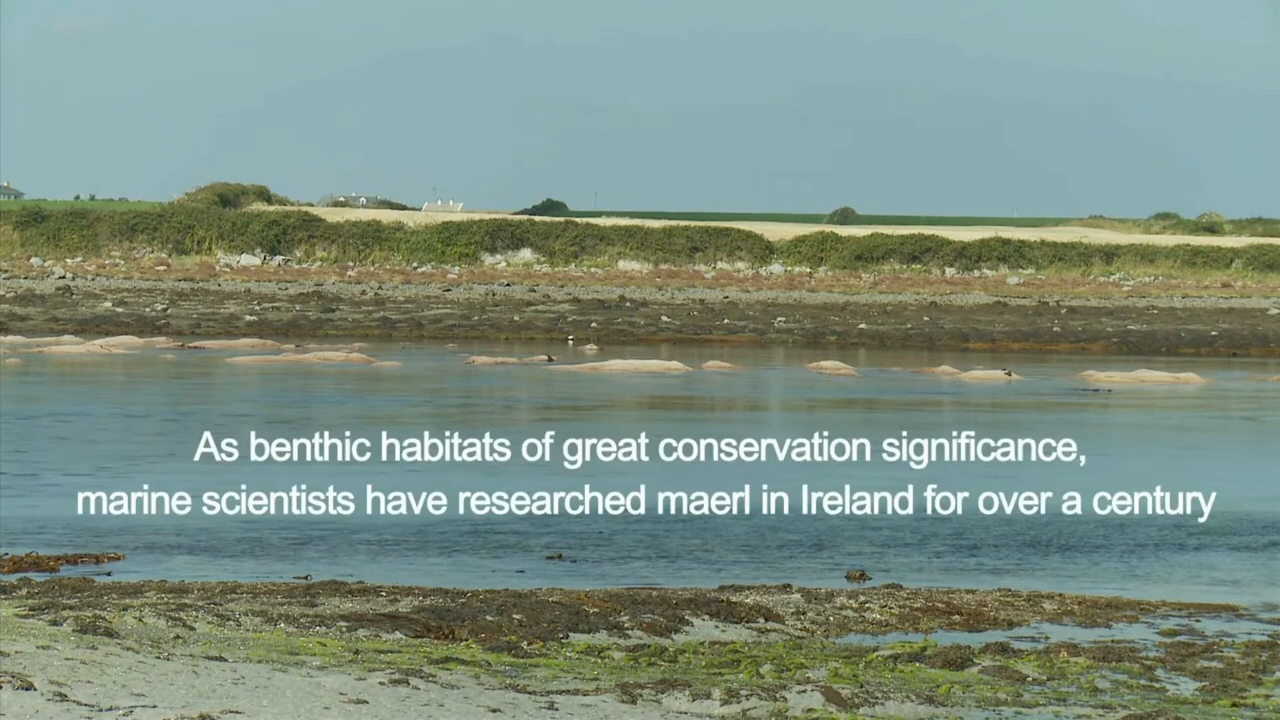 As benthic habitats of great conservation significance,
marine scientists have researched maerl in Ireland for over a century